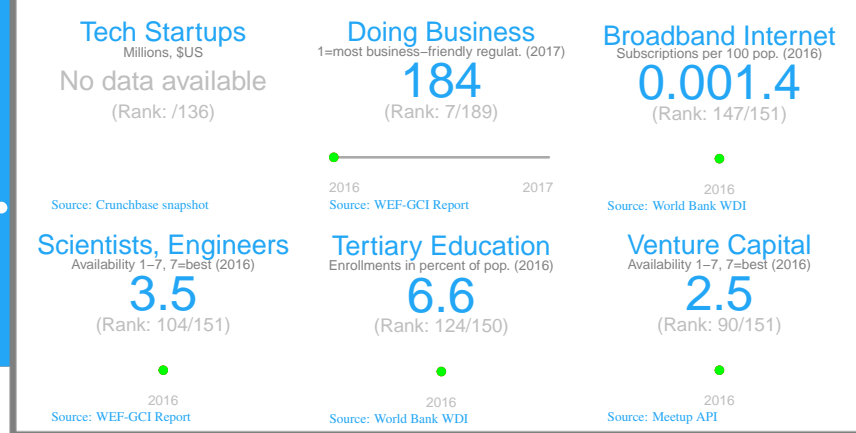 Tech Startups
Millions, $US
No data available
(Rank: /136)
Source: Crunchbase snapshot
Doing Business
1=most business−friendly regulat. (2017)
184
(Rank: 7/189)
2016 2017
Source: WEF-GCI Report
Broadband Internet
Subscriptions per 100 pop. (2016)
0.001.4
(Rank: 147/151)
2016
Source: World Bank WDI
Scientists, Engineers
Availability 1−7, 7=best (2016)
3.5
(Rank: 104/151)
2016
Source: WEF-GCI Report
Tertiary Education
Enrollments in percent of pop. (2016)
6.6
(Rank: 124/150)
2016
Source: World Bank WDI
Venture Capital
Availability 1−7, 7=best (2016)
2.5
(Rank: 90/151)
2016
Source: Meetup API